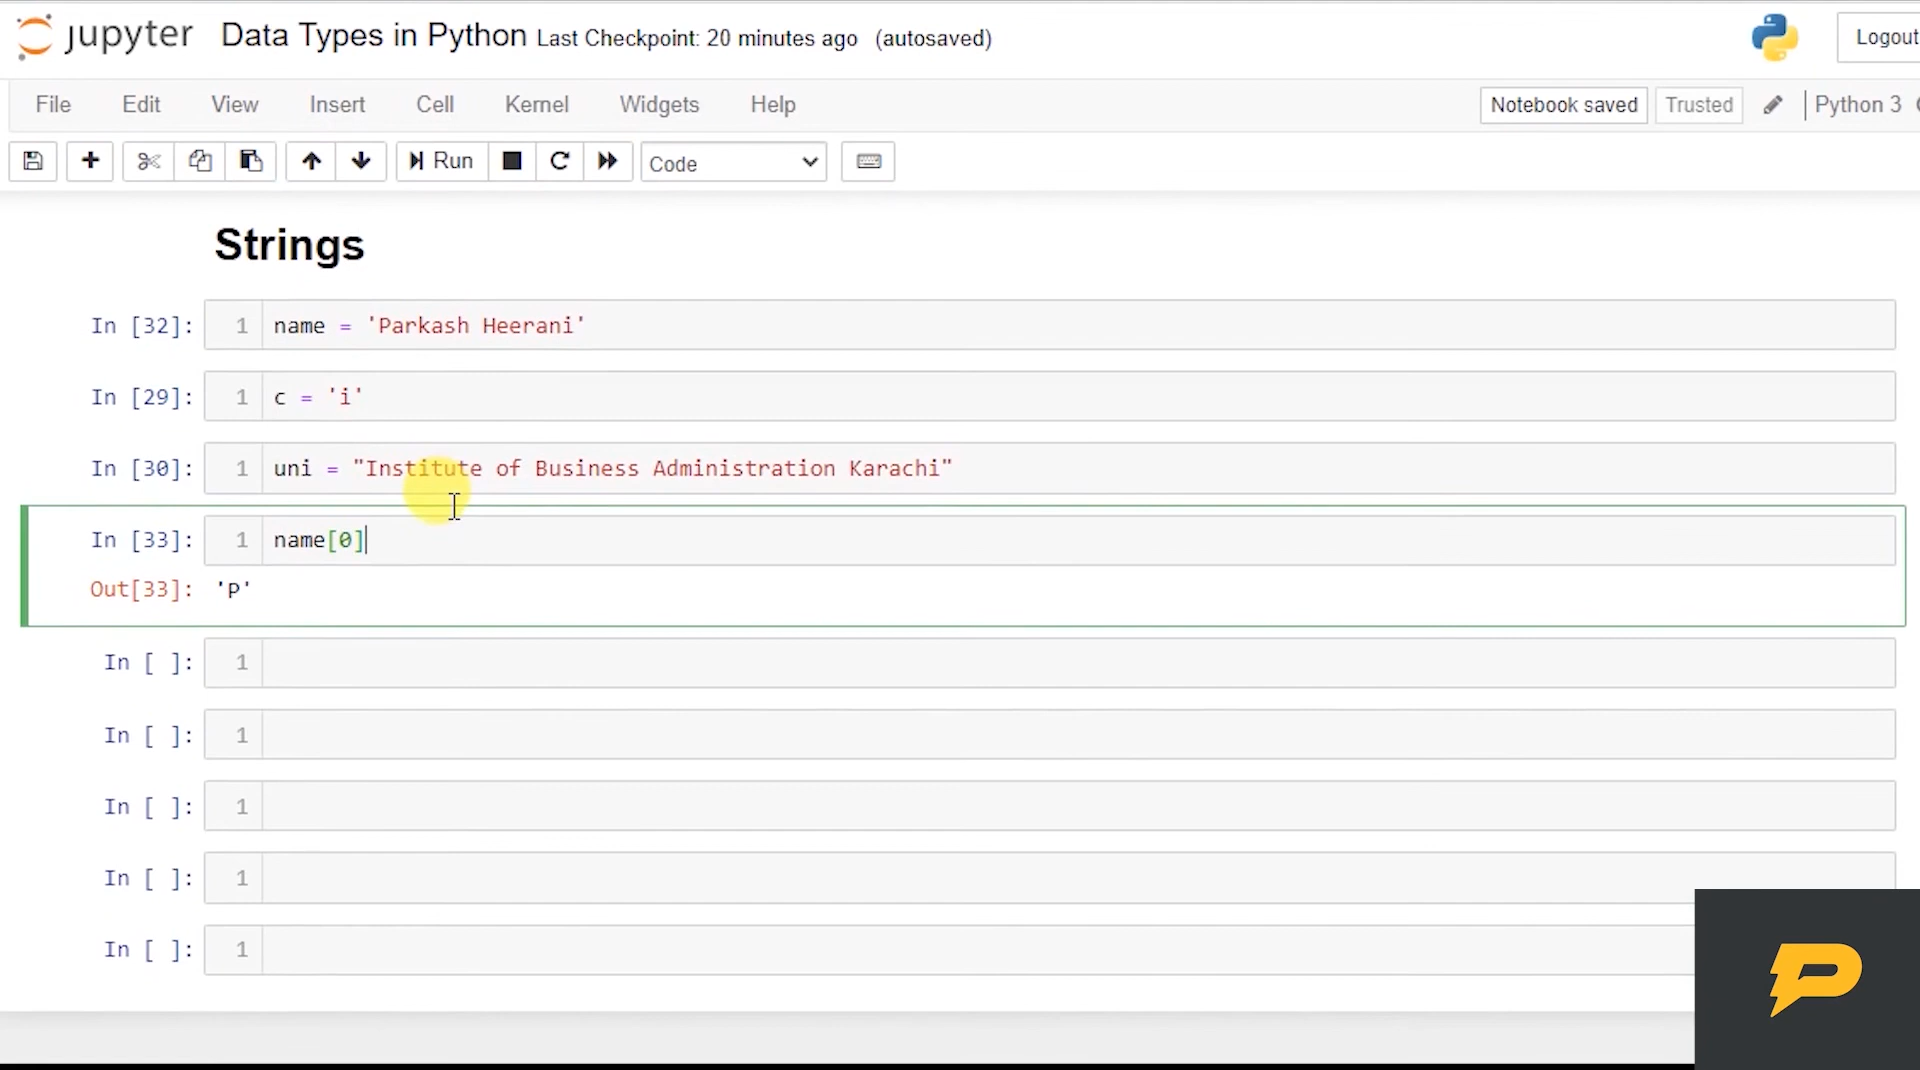 jupyter Data Types in Python Last Checkpoint: 20 minutes ago (autosaved) Logout
File Edit View Insert Cell Kernel Widgets Help Notebook saved Trusted Python 3
Run Code
Strings
In [32]: 1 name = 'Parkash Heerani'
In [29]: 1 c = 'i'
In [30]: 1 uni = "Institute of Business Administration Karachi"
In [33]: 1 name[0]
Out[33]: 'P'
In [ ]: 1
In [ ]: 1
In [ ]: 1
In [ ]: 1
In [ ]: 1
P